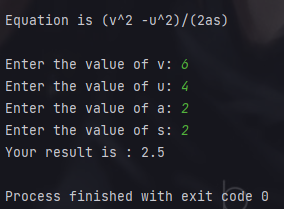 Equation is (v^2 -u^2)/(2as)
Enter the value of v: 6
Enter the value of u: 4
Enter the value of a: 2
Enter the value of s: 2
Your result is : 2.5
Process finished with exit code 0